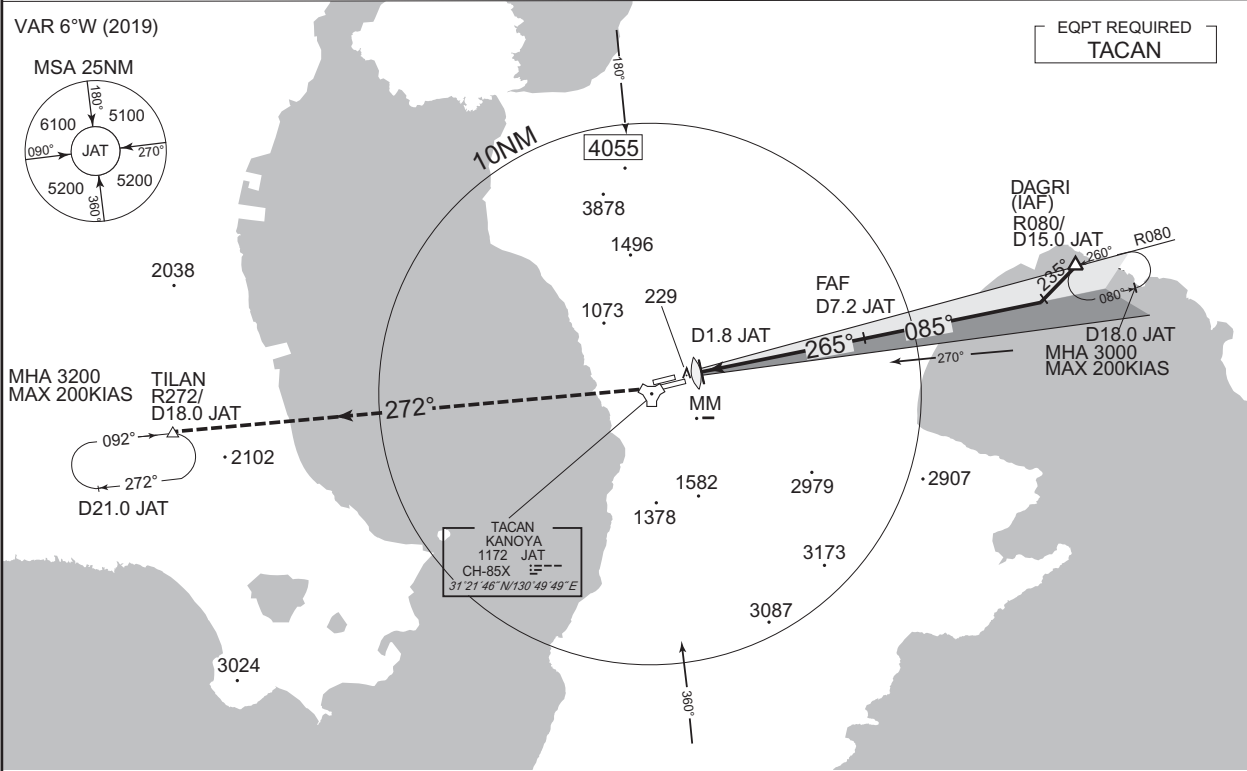 VAR 6°W (2019)
EQPT REQUIRED
TACAN
MSA 25NM
180°
6100
5100
090°
JAT
270°
5200
5200
360°
180°
10NM
4055
3878
1496
2038
1073
229
DAGRI
(IAF)
R080/
D15.0 JAT
R080
260°
235°
080°
D18.0 JAT
MHA 3000
MAX 200KIAS
FAF
D7.2 JAT
D1.8 JAT
265°
085°
270°
MM
MHA 3200
MAX 200KIAS
TILAN
R272/
D18.0 JAT
272°
092°
272°
D21.0 JAT
2102
1582
1378
2979
2907
3173
3087
3024
TACAN
KANOYA
1172 JAT
CH-85X
31°21´46˝N/130°49´49˝E
360°